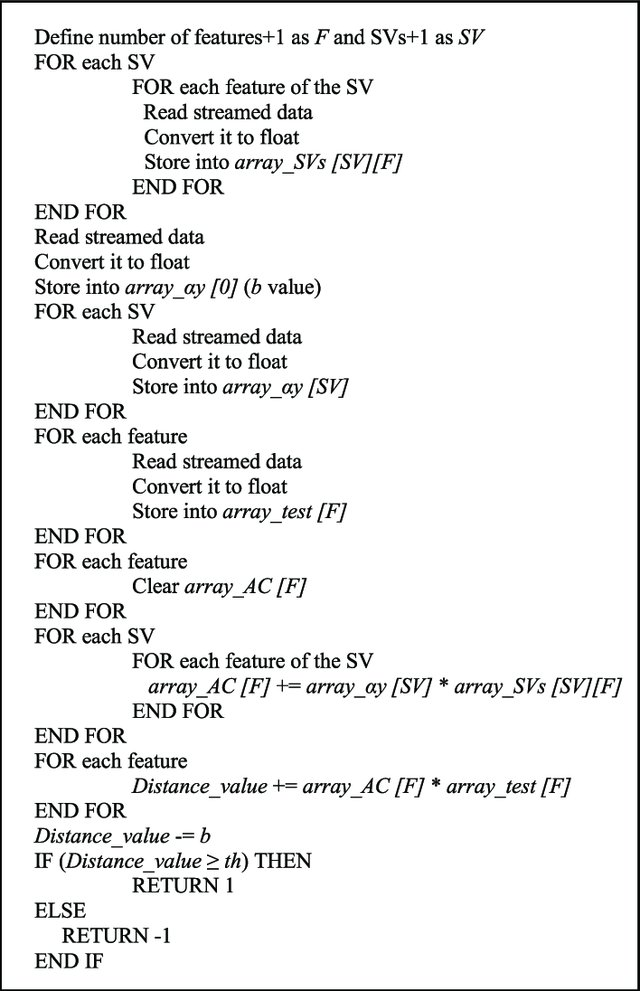 Define number of features+1 as F and SVs+1 as SV
FOR each SV
FOR each feature of the SV
Read streamed data
Convert it to float
Store into array_SVs [SV][F]
END FOR
END FOR
Read streamed data
Convert it to float
Store into array_αy [0] (b value)
FOR each SV
Read streamed data
Convert it to float
Store into array_αy [SV]
END FOR
FOR each feature
Read streamed data
Convert it to float
Store into array_test [F]
END FOR
FOR each feature
Clear array_AC [F]
END FOR
FOR each SV
FOR each feature of the SV
array_AC [F] += array_αy [SV] * array_SVs [SV][F]
END FOR
END FOR
FOR each feature
Distance_value += array_AC [F] * array_test [F]
END FOR
Distance_value -= b
IF (Distance_value ≥ th) THEN
RETURN 1
ELSE
RETURN -1
END IF